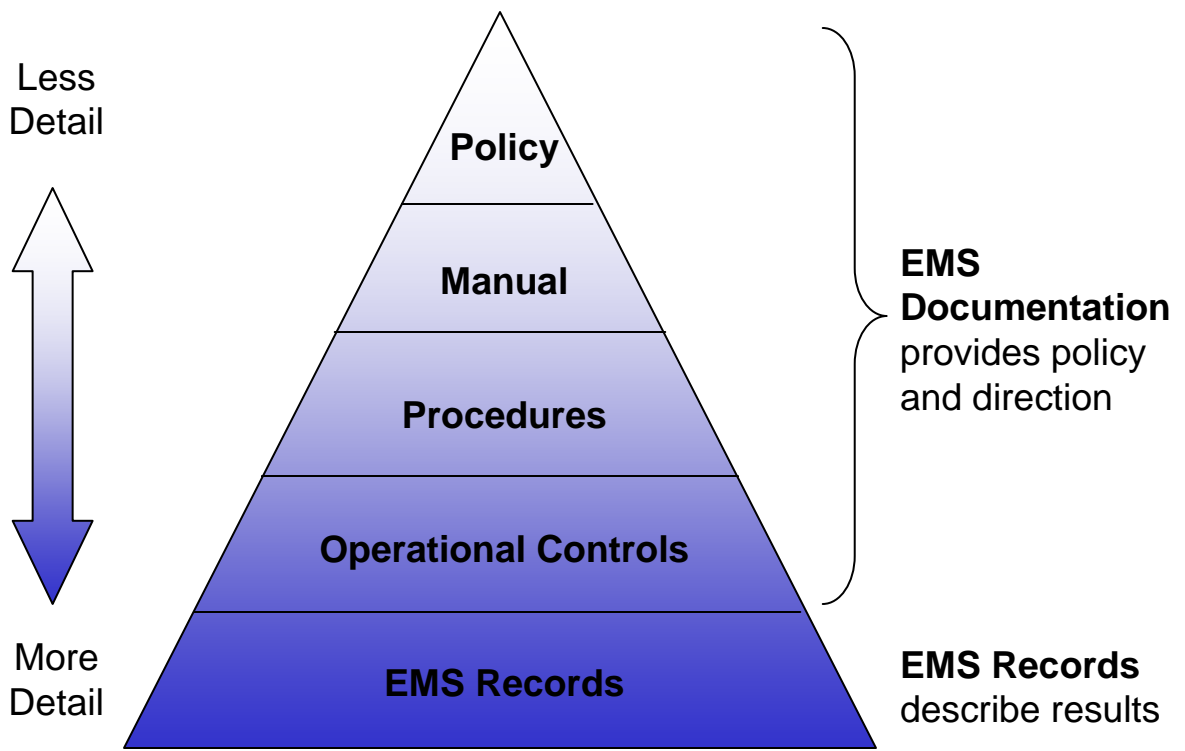 Less
Detail
Policy
Manual
Procedures
Operational Controls
EMS Records
More
Detail
EMS
Documentation
provides policy
and direction
EMS Records
describe results